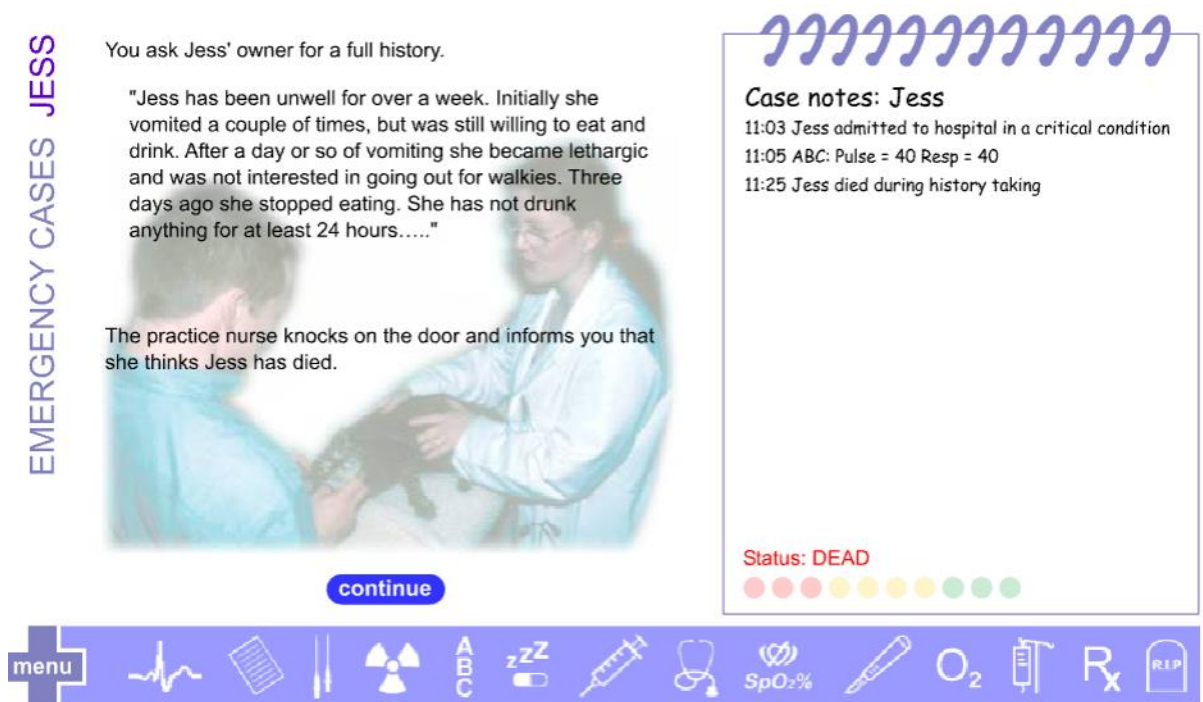 EMERGENCY CASES JESS
You ask Jess' owner for a full history.
"Jess has been unwell for over a week. Initially she
vomited a couple of times, but was still willing to eat and
drink. After a day or so of vomiting she became lethargic
and was not interested in going out for walkies. Three
days ago she stopped eating. She has not drunk
anything for at least 24 hours….."
The practice nurse knocks on the door and informs you that
she thinks Jess has died.
continue
Case notes: Jess
11:03 Jess admitted to hospital in a critical condition
11:05 ABC: Pulse = 40 Resp = 40
11:25 Jess died during history taking
Status: DEAD
menu
A
B
C
zzZ
SpO₂%
O₂
Rx
R.I.P